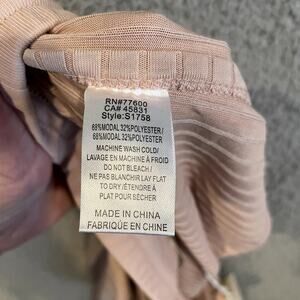 RN#77600
CA# 45831
Style:S1758
68%MODAL 32%POLYESTER/
68%MODAL 32%POLYESTER
MACHINE WASH COLD/
LAVAGE EN MACHINE À FROID
DO NOT BLEACH/
NE PAS BLANCHIR LAY FLAT
TO DRY/ÉTENDRE À
PLAT POUR SÉCHER
MADE IN CHINA
FABRIQUÉ EN CHINE